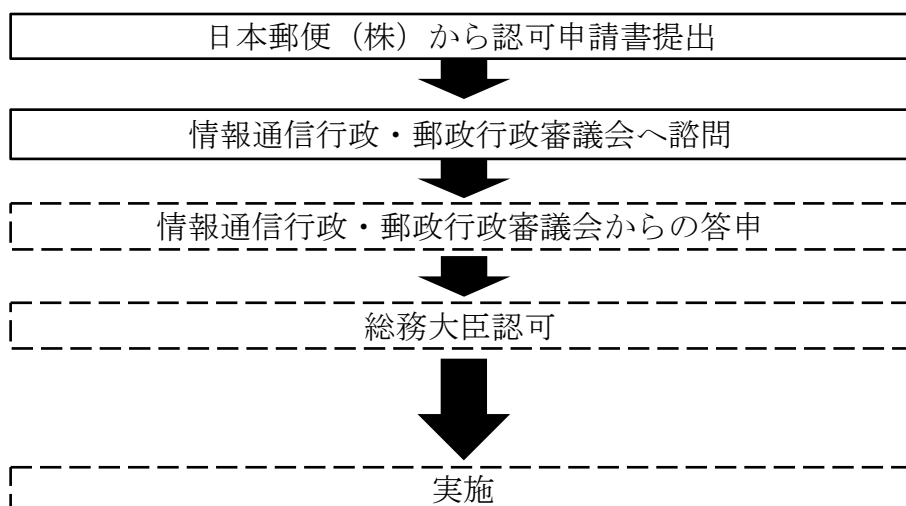 日本郵便（株）から認可申請書提出
情報通信行政・郵政行政審議会へ諮問
情報通信行政・郵政行政審議会からの答申
総務大臣認可
実施